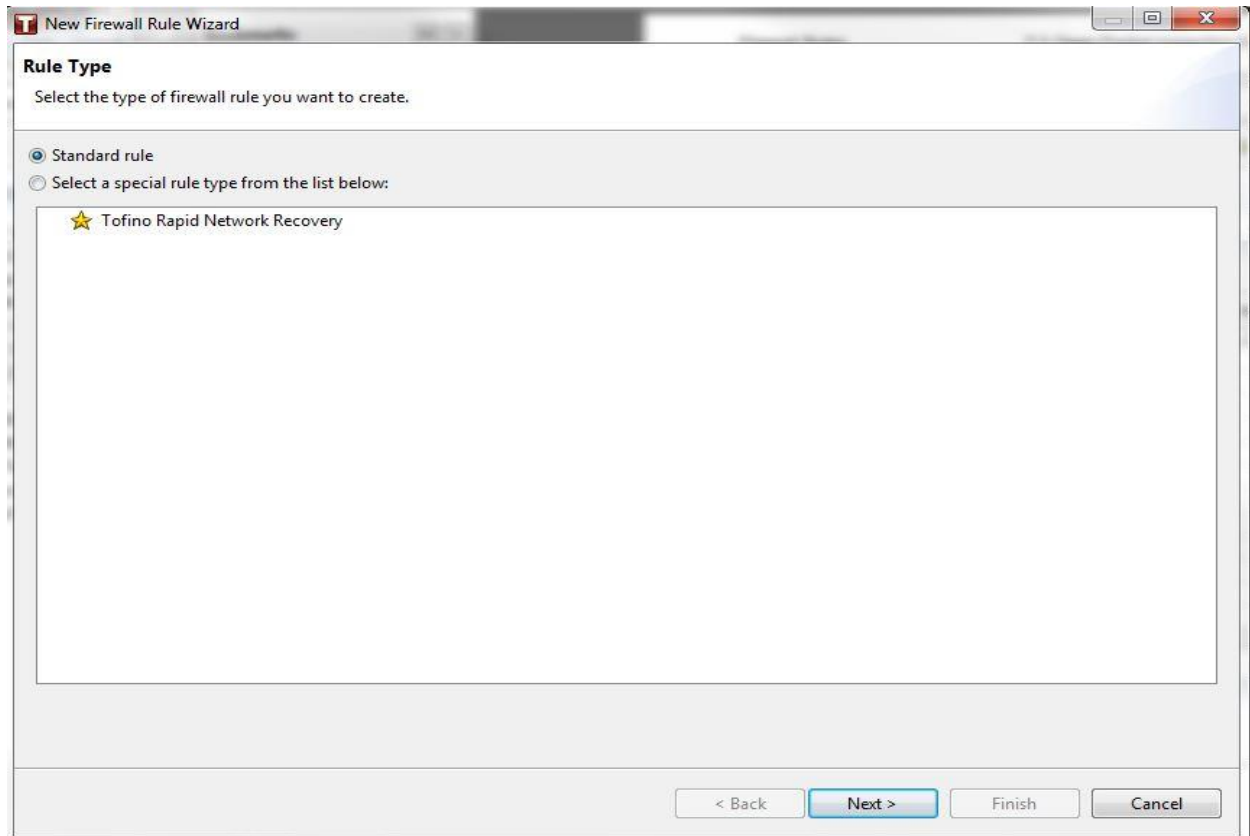 New Firewall Rule Wizard
Rule Type
Select the type of firewall rule you want to create.
Standard rule
Select a special rule type from the list below:
Tofino Rapid Network Recovery
< Back Next > Finish Cancel